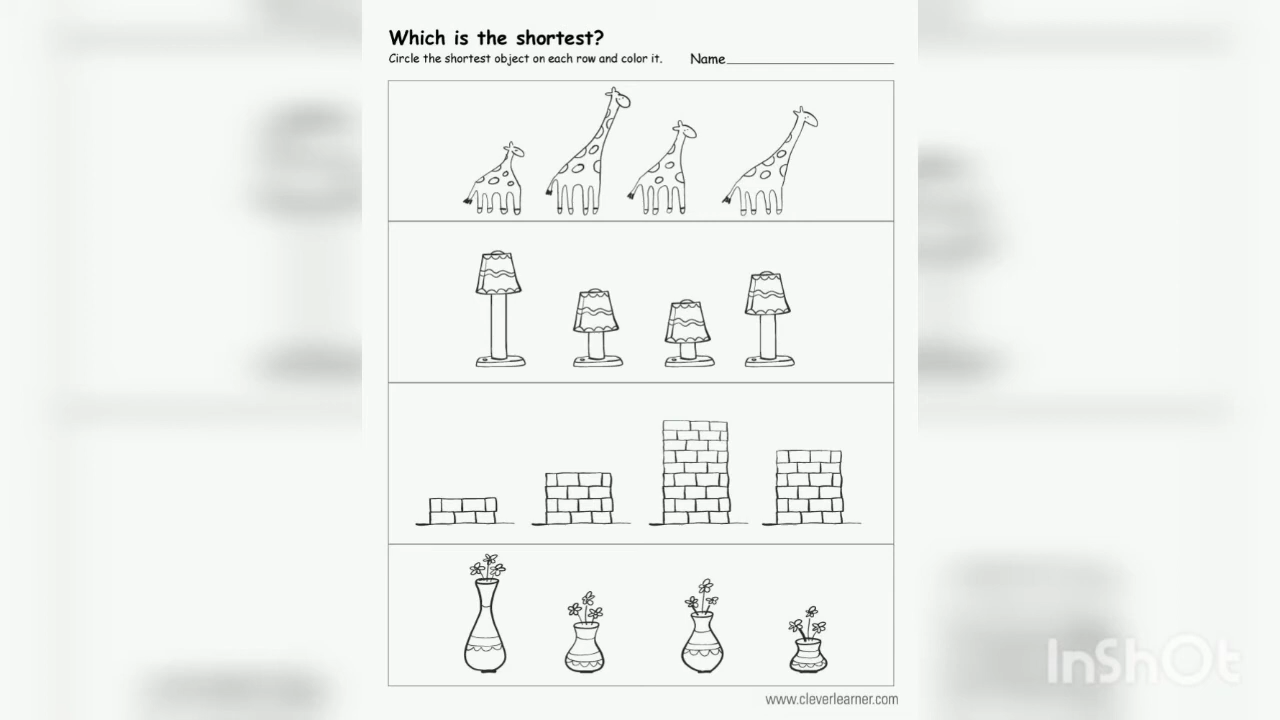 Which is the shortest?
Circle the shortest object on each row and color it. Name
www.cleverlearner.com
InShOt